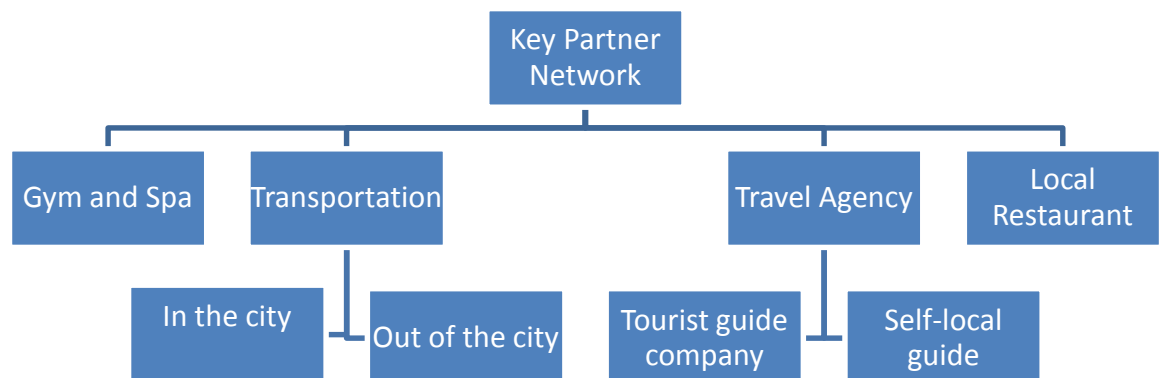 Key Partner
Network
Gym and Spa
Transportation
Travel Agency
Local
Restaurant
In the city
Out of the city
Tourist guide
company
Self-local
guide